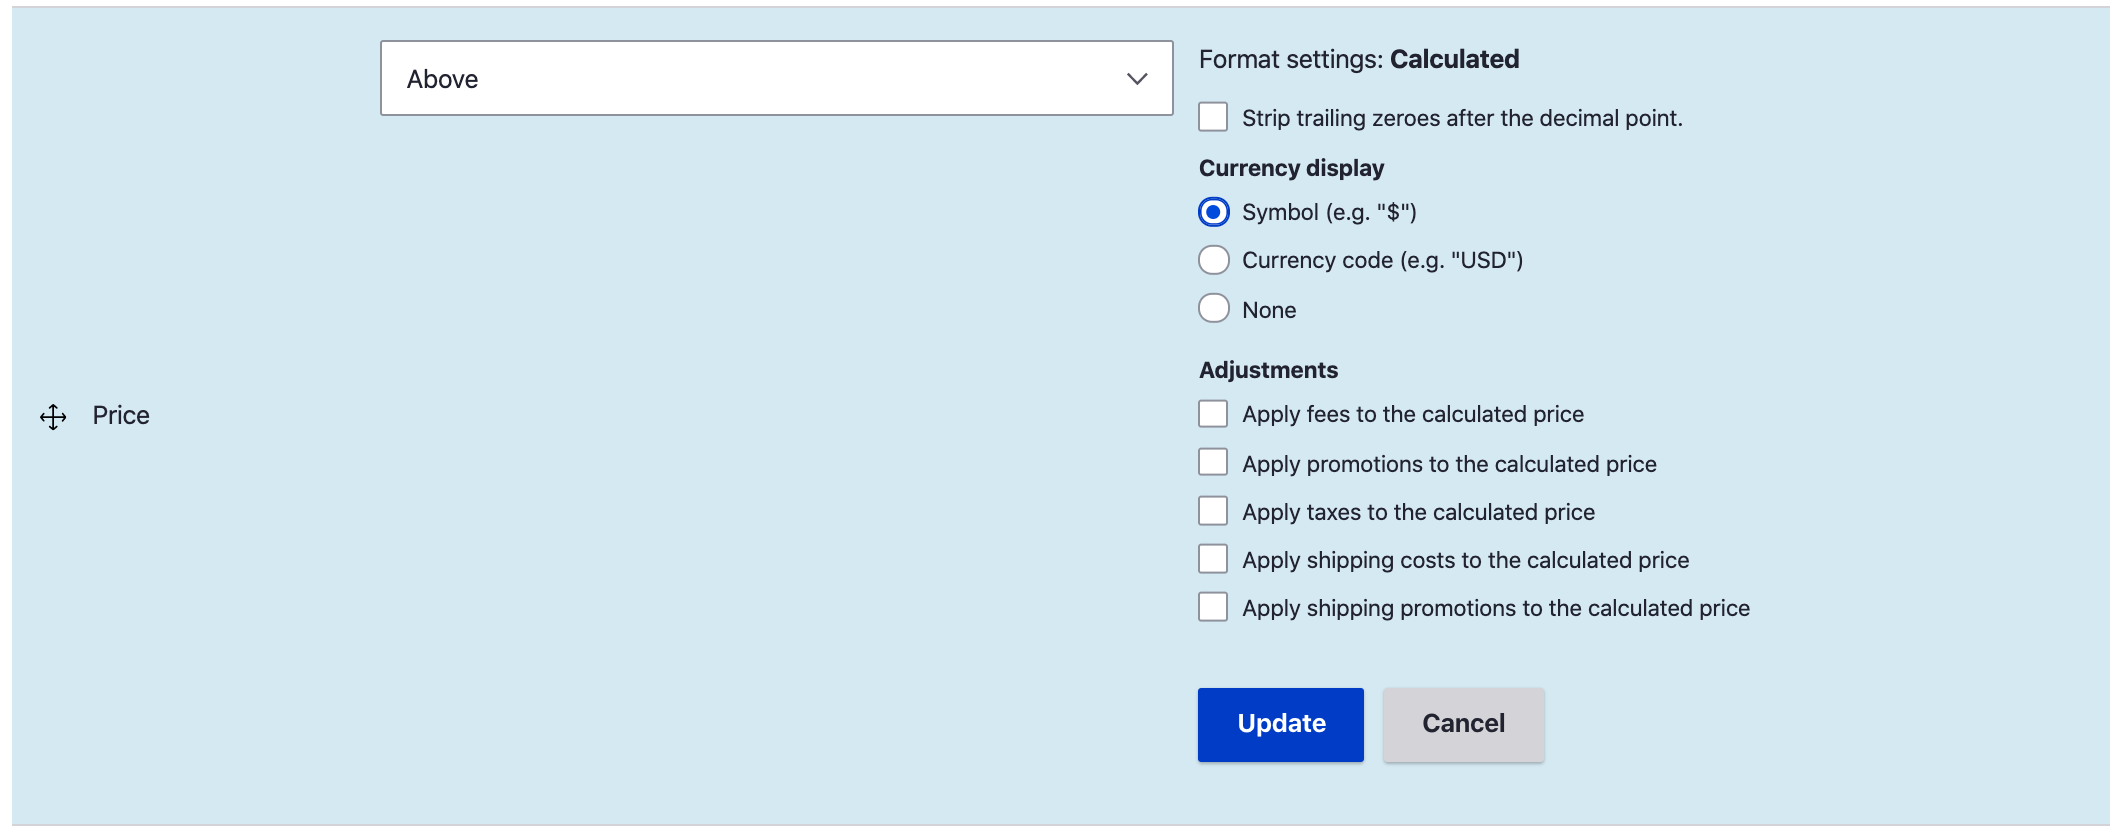 Price
Above
Format settings: Calculated
Strip trailing zeroes after the decimal point.
Currency display
Symbol (e.g. "$")
Currency code (e.g. "USD")
None
Adjustments
Apply fees to the calculated price
Apply promotions to the calculated price
Apply taxes to the calculated price
Apply shipping costs to the calculated price
Apply shipping promotions to the calculated price
Update
Cancel